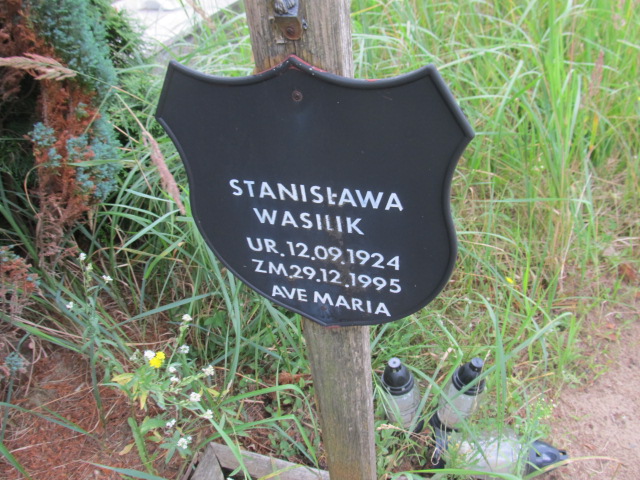 STANISŁAWA
WASILIK
UR. 12.09.1924
ZM.29.12.1995
AVE MARIA